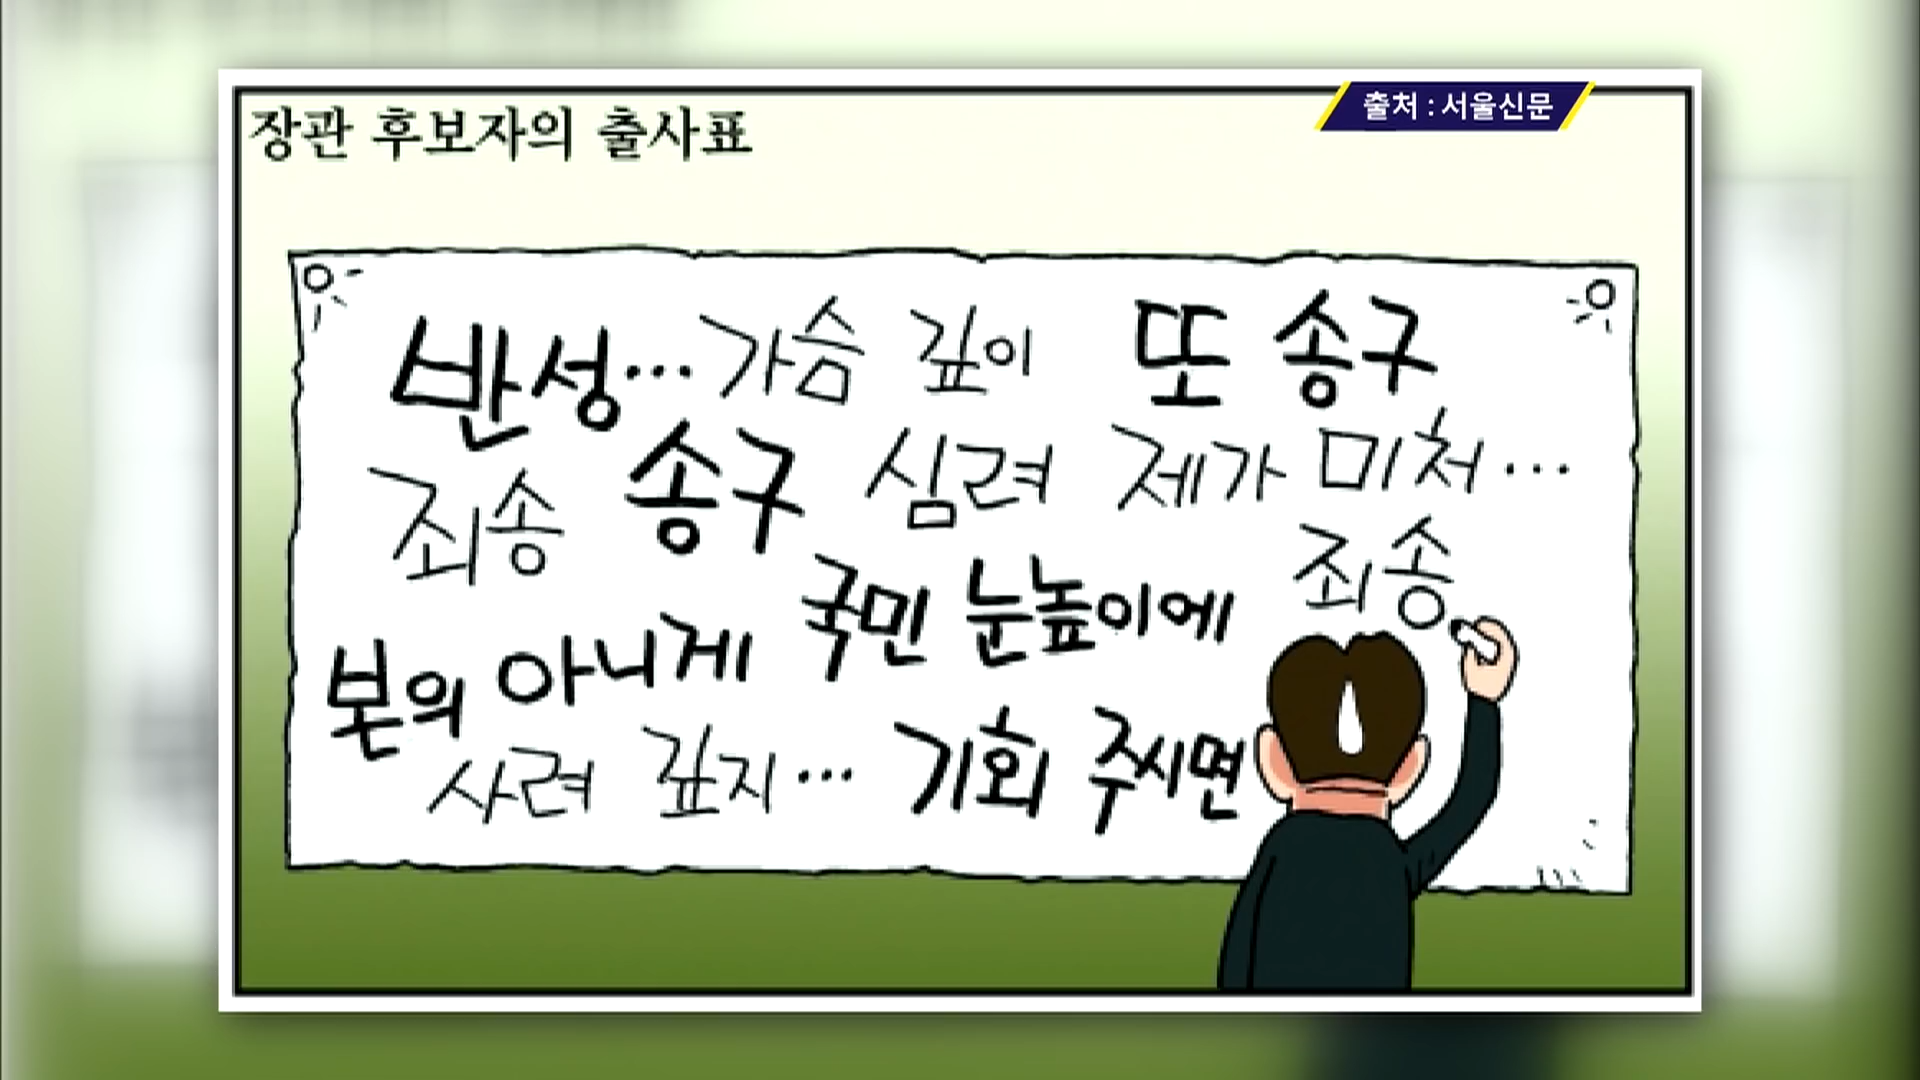 장관 후보자의 출사표
출처 : 서울신문
반성… 가슴 깊이 또 송구
죄송 송구 심려 제가 미처…
본의 아니게 국민 눈높이에 죄송
사려 깊지… 기회 주시면